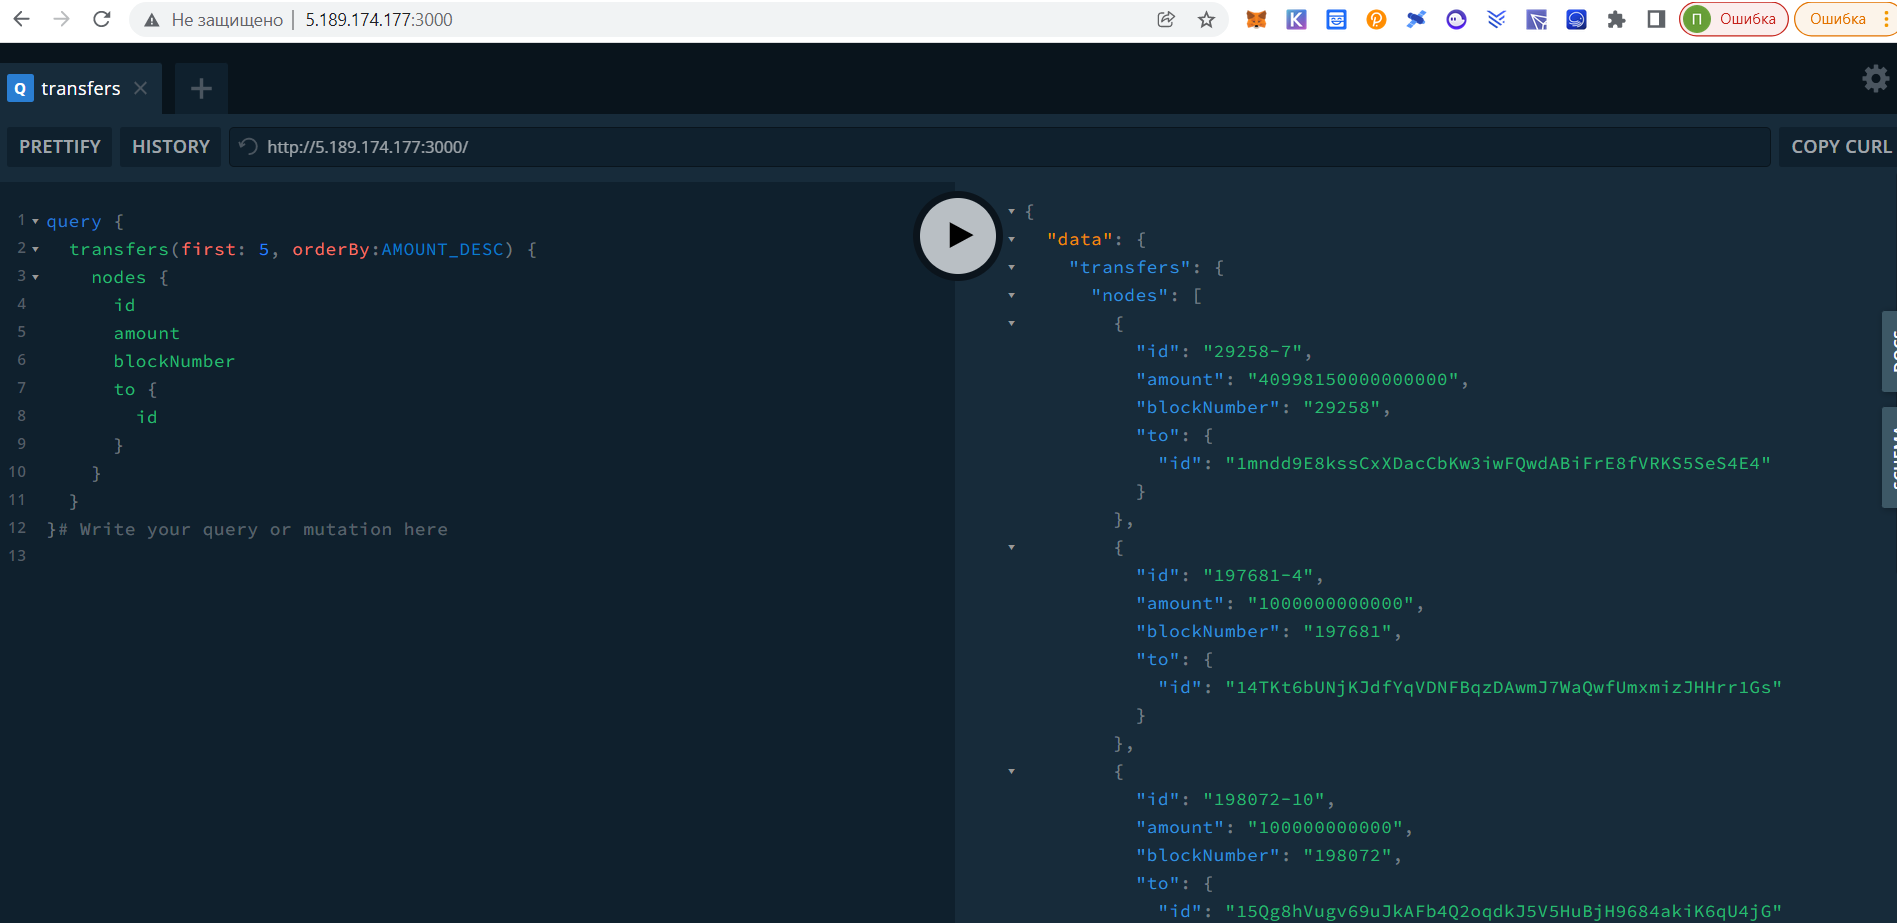 Не защищено | 5.189.174.177:3000
П Ошибка
Ошибка
Q transfers
PRETTIFY
HISTORY
http://5.189.174.177:3000/
COPY CURL
1 query {
2 transfers(first: 5, orderBy:AMOUNT_DESC) {
3 nodes {
4 id
5 amount
6 blockNumber
7 to {
8 id
9 }
10 }
11 }
12 }# Write your query or mutation here
13
{
"data": {
"transfers": {
"nodes": [
{
"id": "29258-7",
"amount": "40998150000000000",
"blockNumber": "29258",
"to": {
"id": "1mndd9E8kssCxXDacCbKw3iwFQwdABiFrE8fVRKS5SeS4E4"
}
},
{
"id": "197681-4",
"amount": "1000000000000",
"blockNumber": "197681",
"to": {
"id": "14TKt6bUNjKJdfYqVDNFBqzDAwmJ7WaQwfUmxmizJHHrr1Gs"
}
},
{
"id": "198072-10",
"amount": "100000000000",
"blockNumber": "198072",
"to": {
"id": "15Qg8hVugv69uJkAFb4Q2oqdkJ5V5HuBjH9684akiK6qU4jG"
DOCS
SCHEMA